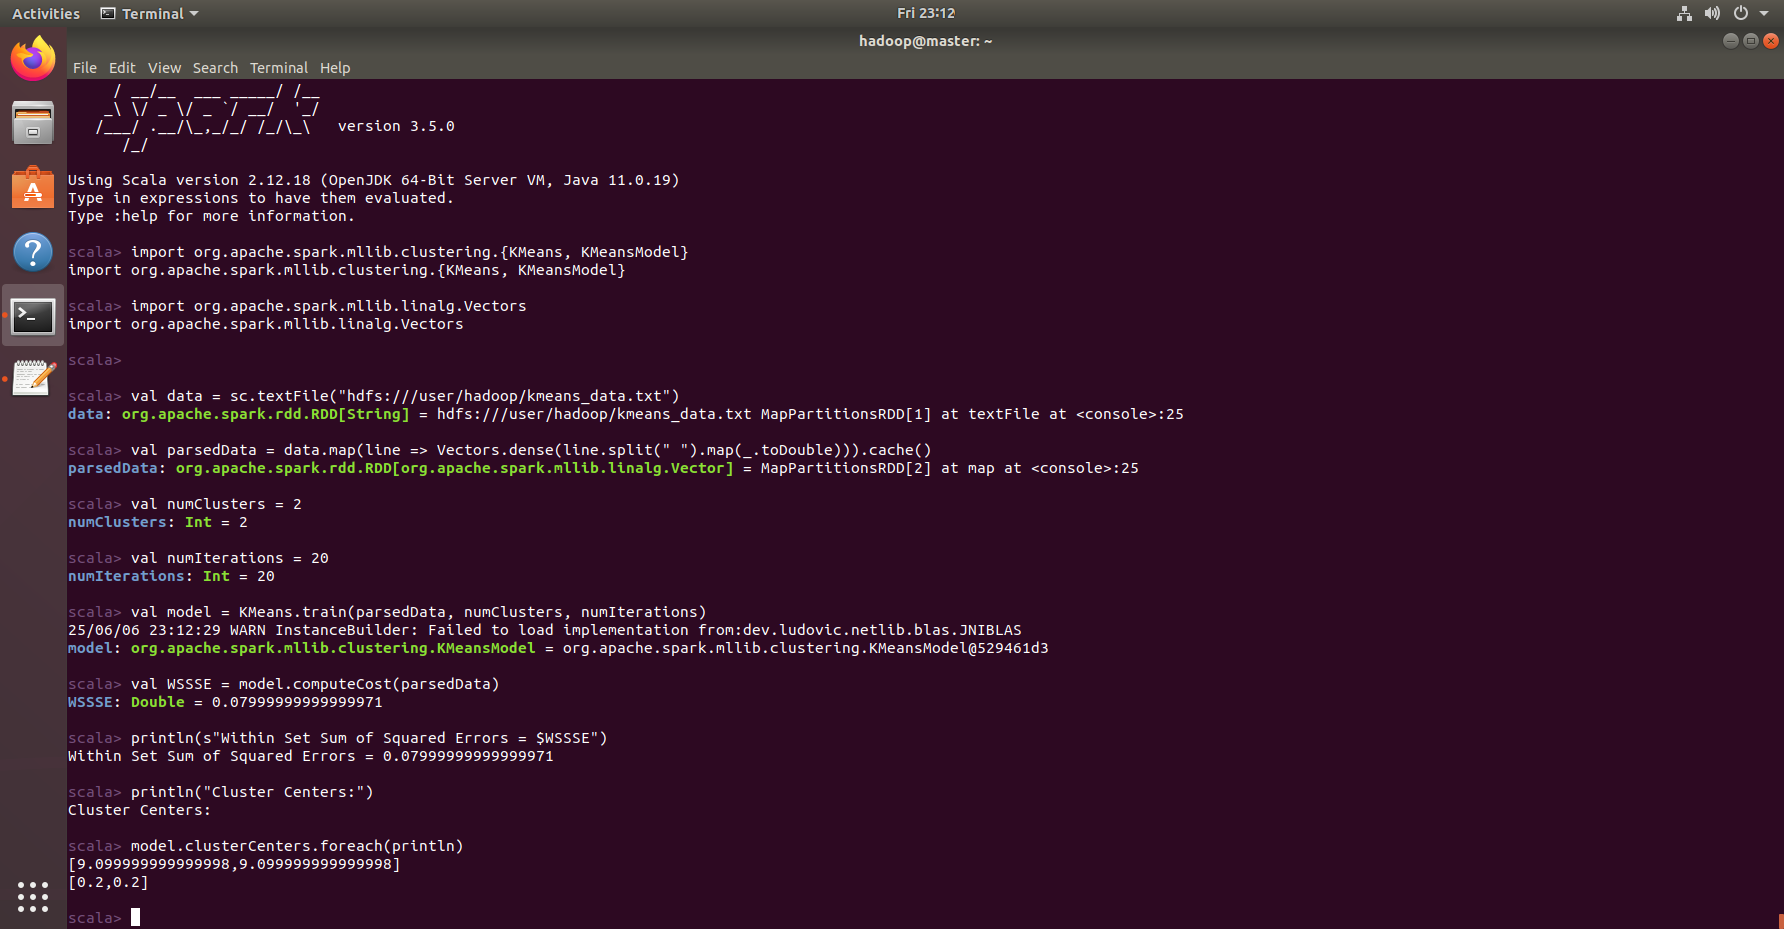 Activities Terminal Fri 23:12
hadoop@master: ~
File Edit View Search Terminal Help
      / __/__  ___ _____/ /__
    _\ \/ _ \/ _ `/ __/  '_/
   /___/ .__/\_,_/_/ /_/\_\   version 3.5.0
      /_/
Using Scala version 2.12.18 (OpenJDK 64-Bit Server VM, Java 11.0.19)
Type in expressions to have them evaluated.
Type :help for more information.
scala> import org.apache.spark.mllib.clustering.{KMeans, KMeansModel}
import org.apache.spark.mllib.clustering.{KMeans, KMeansModel}
scala> import org.apache.spark.mllib.linalg.Vectors
import org.apache.spark.mllib.linalg.Vectors
scala>
scala> val data = sc.textFile("hdfs:///user/hadoop/kmeans_data.txt")
data: org.apache.spark.rdd.RDD[String] = hdfs:///user/hadoop/kmeans_data.txt MapPartitionsRDD[1] at textFile at <console>:25
scala> val parsedData = data.map(line => Vectors.dense(line.split(" ").map(_.toDouble))).cache()
parsedData: org.apache.spark.rdd.RDD[org.apache.spark.mllib.linalg.Vector] = MapPartitionsRDD[2] at map at <console>:25
scala> val numClusters = 2
numClusters: Int = 2
scala> val numIterations = 20
numIterations: Int = 20
scala> val model = KMeans.train(parsedData, numClusters, numIterations)
25/06/06 23:12:29 WARN InstanceBuilder: Failed to load implementation from:dev.ludovic.netlib.blas.JNIBLAS
model: org.apache.spark.mllib.clustering.KMeansModel = org.apache.spark.mllib.clustering.KMeansModel@529461d3
scala> val WSSSE = model.computeCost(parsedData)
WSSSE: Double = 0.07999999999999971
scala> println(s"Within Set Sum of Squared Errors = $WSSSE")
Within Set Sum of Squared Errors = 0.07999999999999971
scala> println("Cluster Centers:")
Cluster Centers:
scala> model.clusterCenters.foreach(println)
[9.099999999999998,9.099999999999998]
[0.2,0.2]
scala>